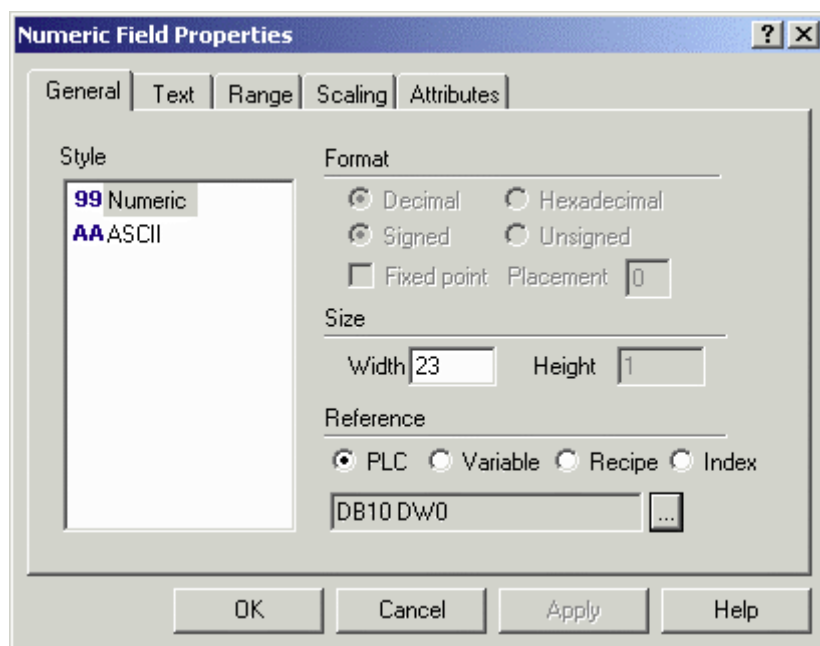 Numeric Field Properties ? X
General Text Range Scaling Attributes
Style
99 Numeric
AA ASCII
Format
Decimal Hexadecimal
Signed Unsigned
Fixed point Placement 0
Size
Width 23 Height 1
Reference
PLC Variable Recipe Index
DB10 DW0 ...
OK Cancel Apply Help